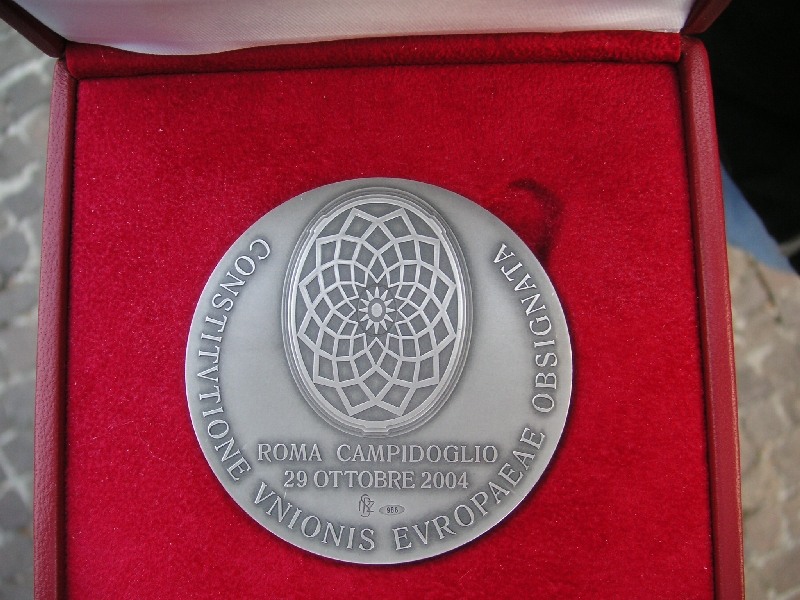 CONSTITVTIONE VNIONIS EVROPAEAE OBSIGNATA
ROMA CAMPIDOGLIO
29 OTTOBRE 2004